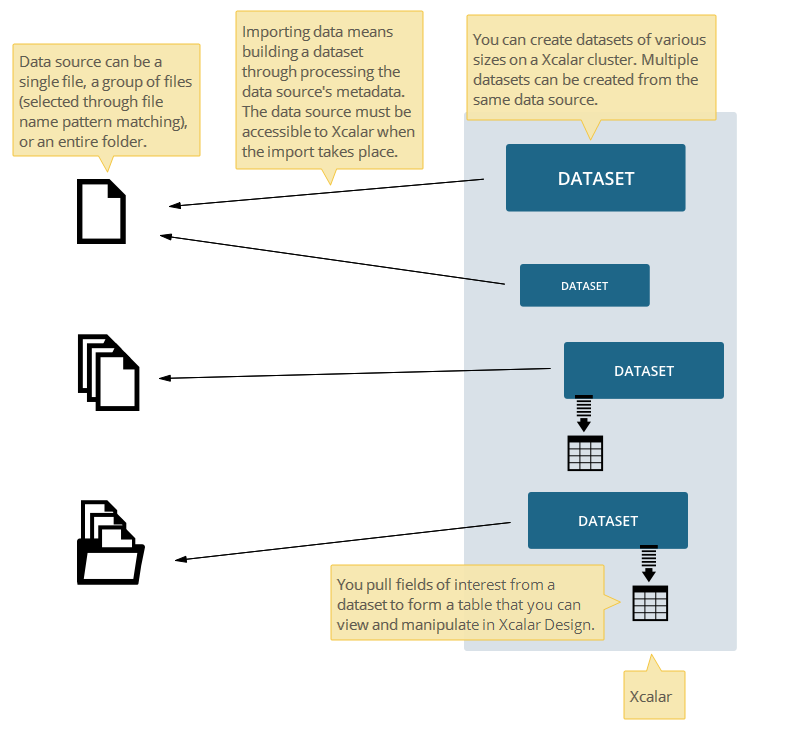 Data source can be a
single file, a group of files
(selected through file
name pattern matching),
or an entire folder.
Importing data means
building a dataset
through processing the
data source's metadata.
The data source must be
accessible to Xcalar when
the import takes place.
You can create datasets of various
sizes on a Xcalar cluster. Multiple
datasets can be created from the
same data source.
DATASET
DATASET
DATASET
DATASET
You pull fields of interest from a
dataset to form a table that you can
view and manipulate in Xcalar Design.
Xcalar